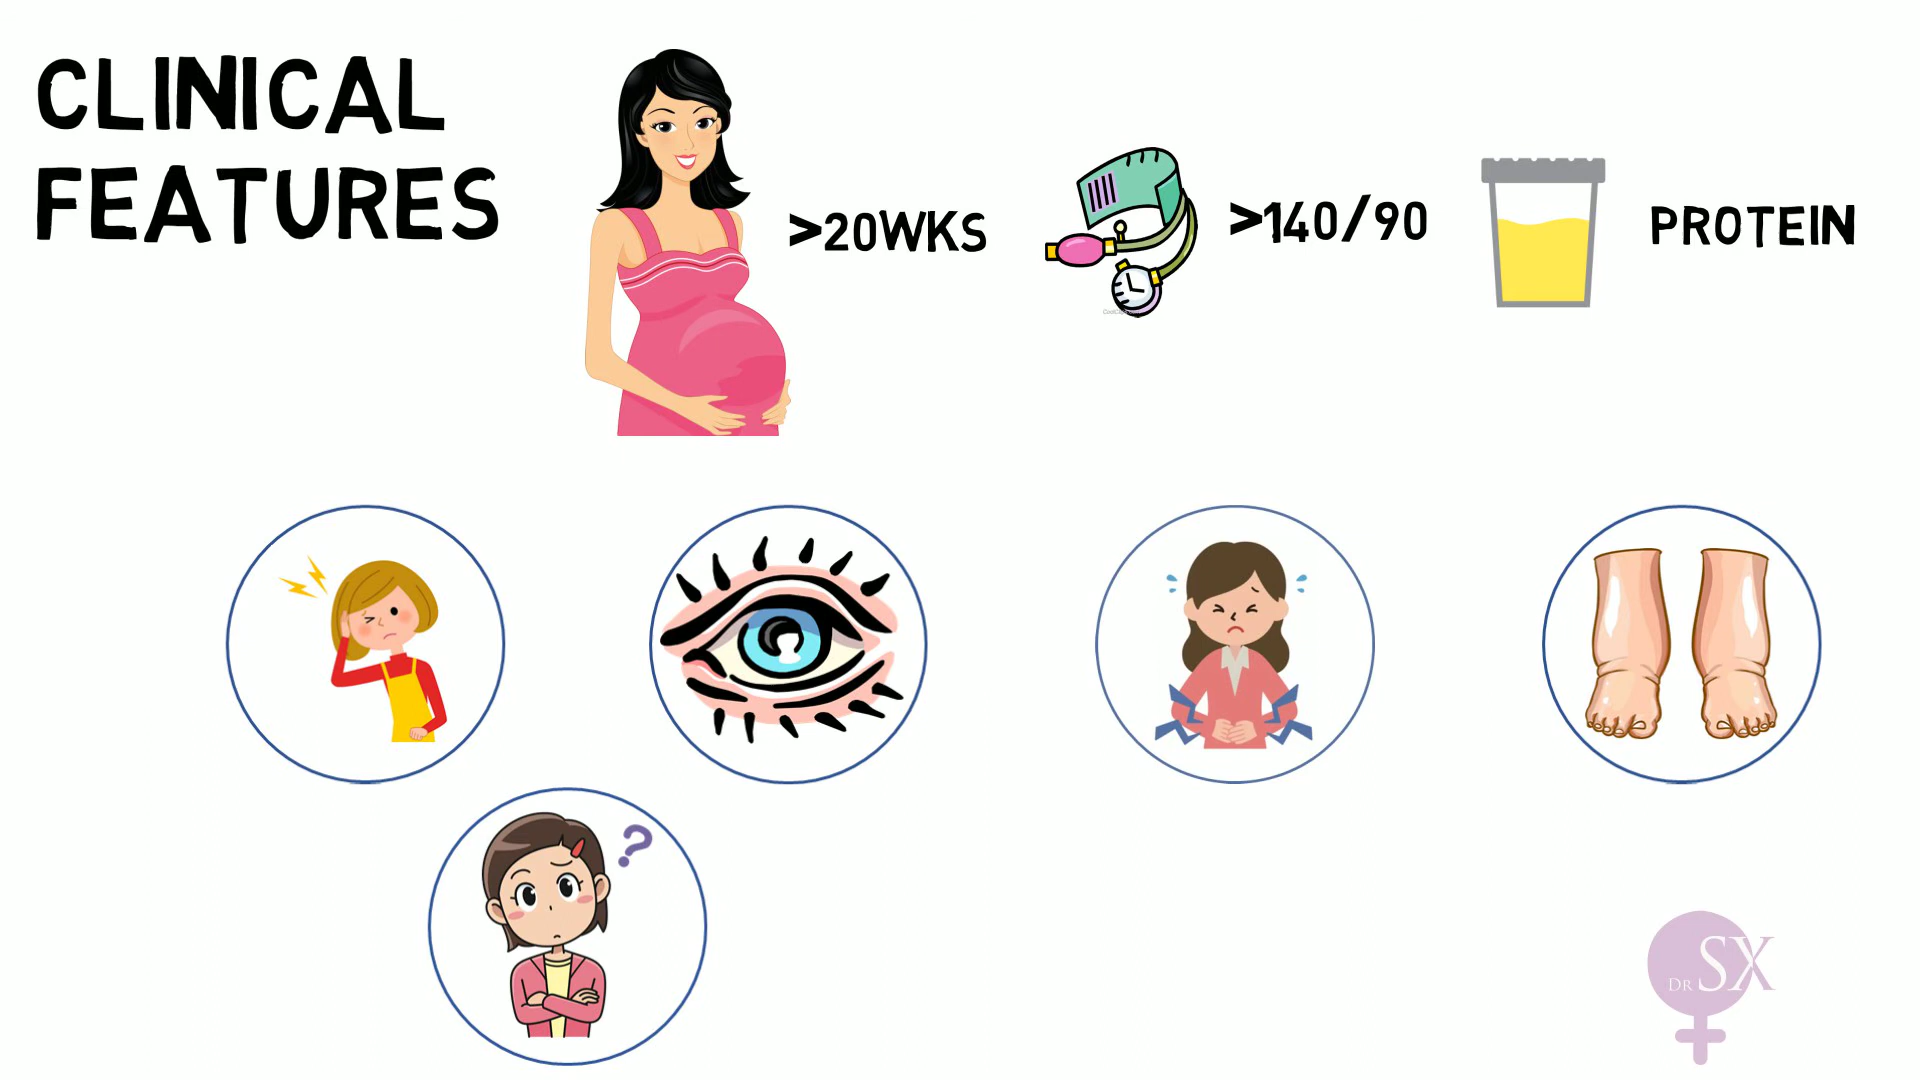 CLINICAL
FEATURES
>20WKS
>140/90
PROTEIN
?
DR SX